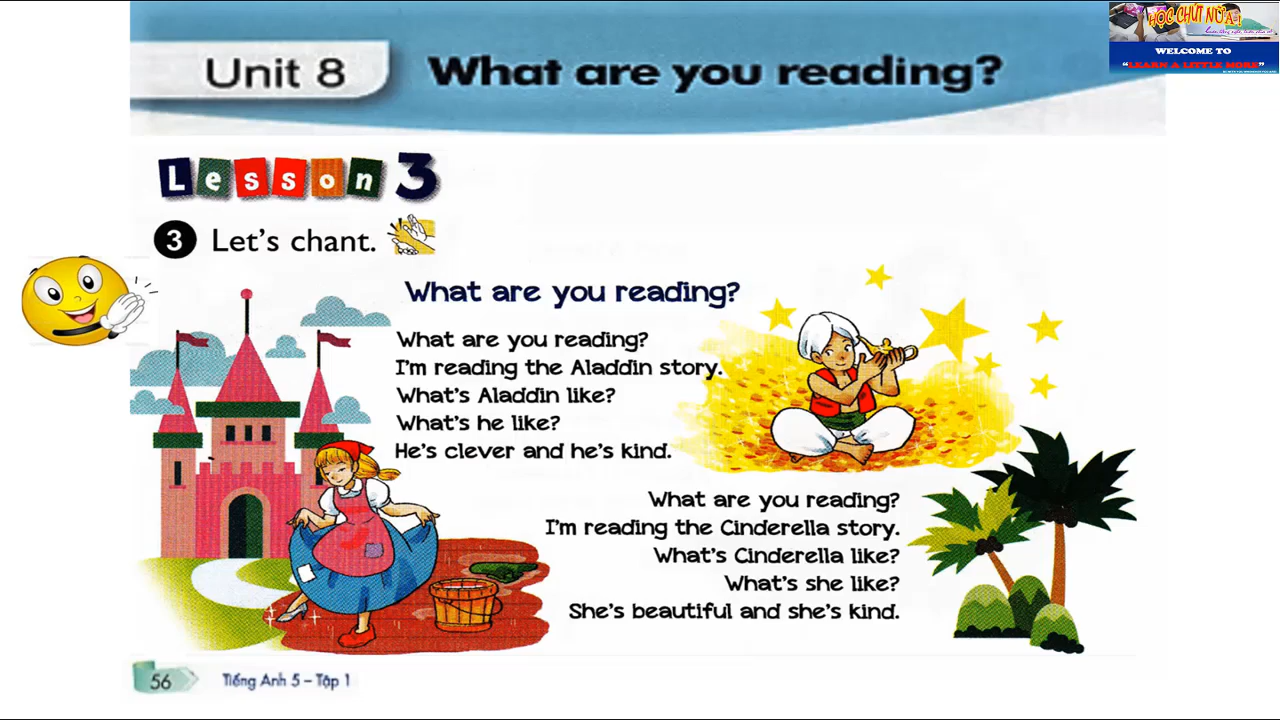 HỌC CHÚT NỮA!
WELCOME TO
"LEARN A LITTLE MORE"
Unit 8
What are you reading?
Lesson 3
3 Let's chant.
What are you reading?
What are you reading?
I'm reading the Aladdin story.
What's Aladdin like?
What's he like?
He's clever and he's kind.
What are you reading?
I'm reading the Cinderella story.
What's Cinderella like?
What's she like?
She's beautiful and she's kind.
56 Tiếng Anh 5 – Tập 1